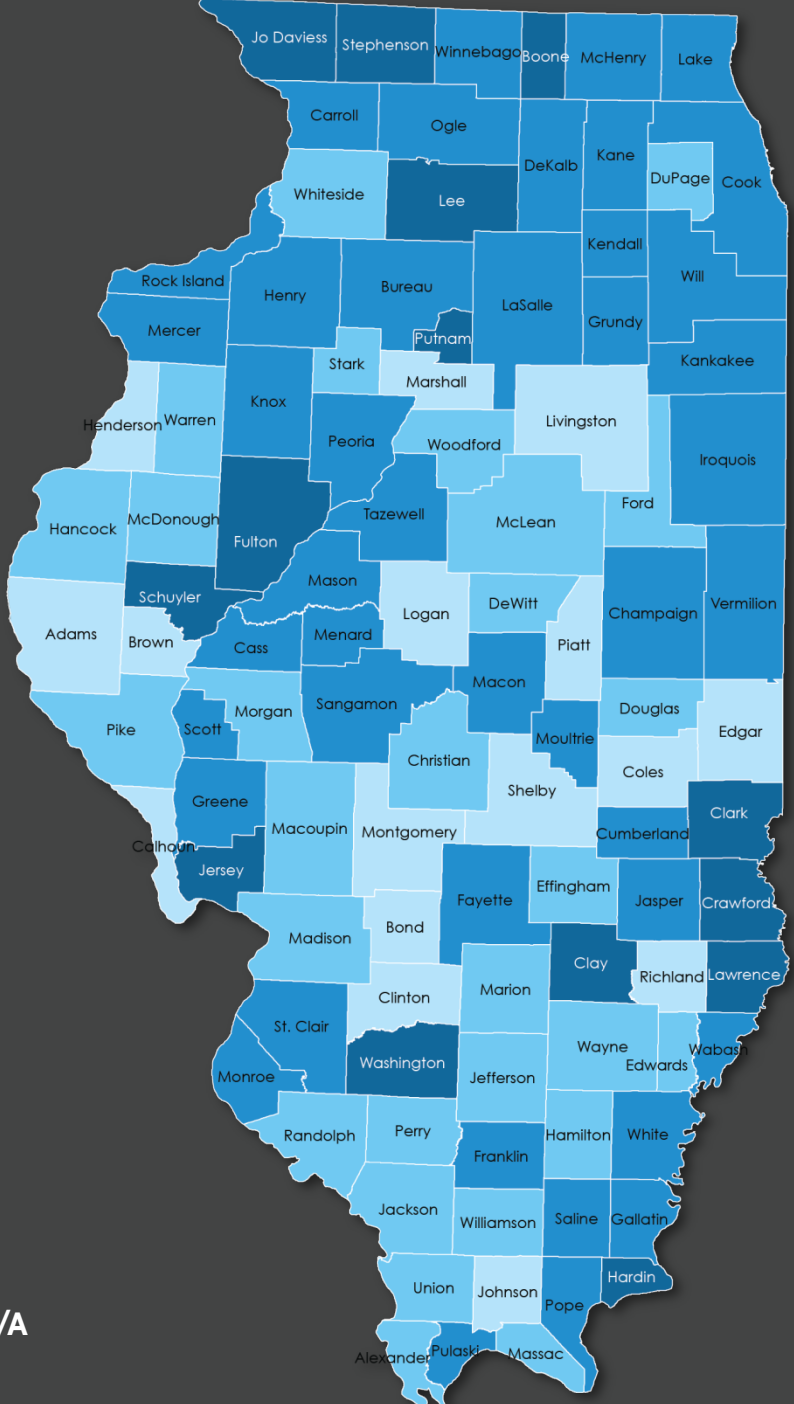 Jo Daviess
Stephenson
Winnebago
Boone
McHenry
Lake
Carroll
Ogle
DeKalb
Kane
DuPage
Cook
Whiteside
Lee
Kendall
Rock Island
Henry
Bureau
LaSalle
Will
Grundy
Mercer
Putnam
Kankakee
Stark
Marshall
Henderson
Warren
Knox
Peoria
Woodford
Livingston
Iroquois
Ford
Hancock
McDonough
Fulton
Tazewell
McLean
Schuyler
Mason
Logan
DeWitt
Champaign
Vermilion
Adams
Brown
Cass
Menard
Piatt
Pike
Scott
Morgan
Sangamon
Macon
Moultrie
Douglas
Edgar
Christian
Shelby
Coles
Greene
Macoupin
Montgomery
Cumberland
Clark
Calhoun
Jersey
Fayette
Effingham
Jasper
Crawford
Madison
Bond
Clay
Richland
Lawrence
Clinton
Marion
St. Clair
Washington
Wayne
Edwards
Wabash
Monroe
Jefferson
Randolph
Perry
Franklin
Hamilton
White
Jackson
Williamson
Saline
Gallatin
Union
Johnson
Pope
Hardin
/A
Alexander
Pulaski
Massac